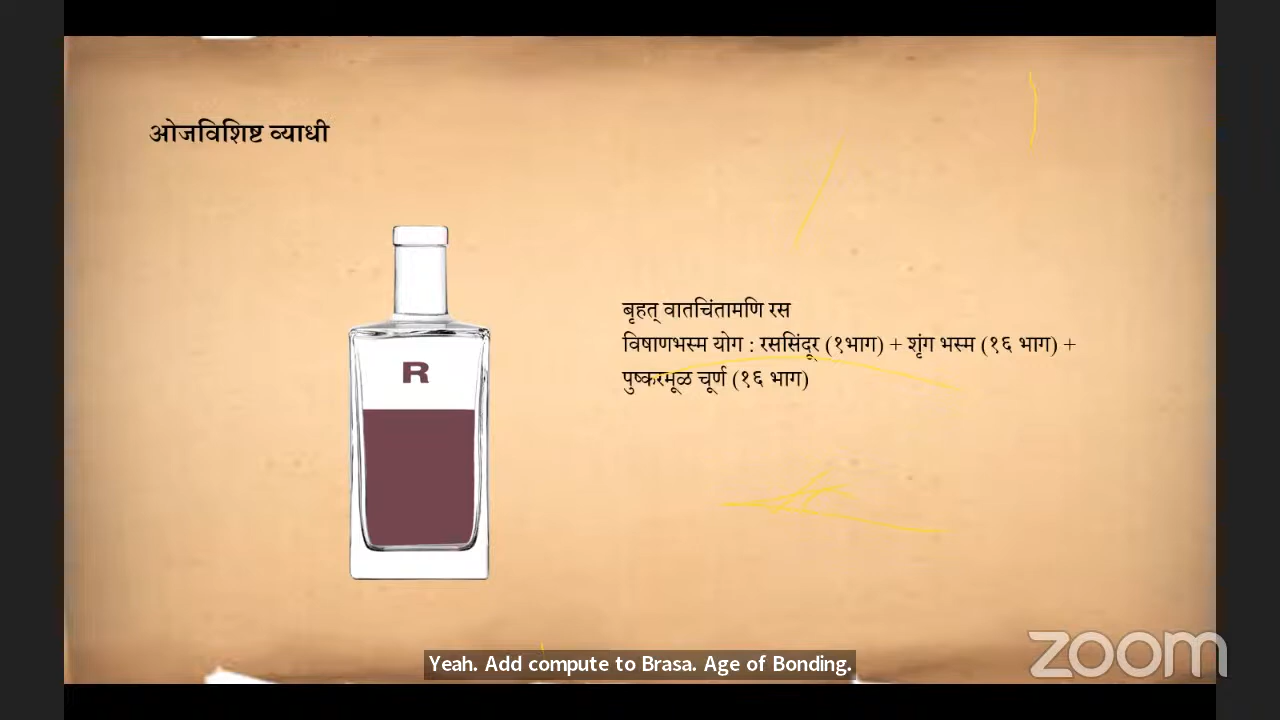 ओजविशिष्ट व्याधी
R
बृहत् वातचिंतामणि रस
विषाणभस्म योग : रससिंदूर (१भाग) + शृंग भस्म (१६ भाग) +
पुष्करमूळ चूर्ण (१६ भाग)
Yeah. Add compute to Brasa. Age of Bonding.
zoom